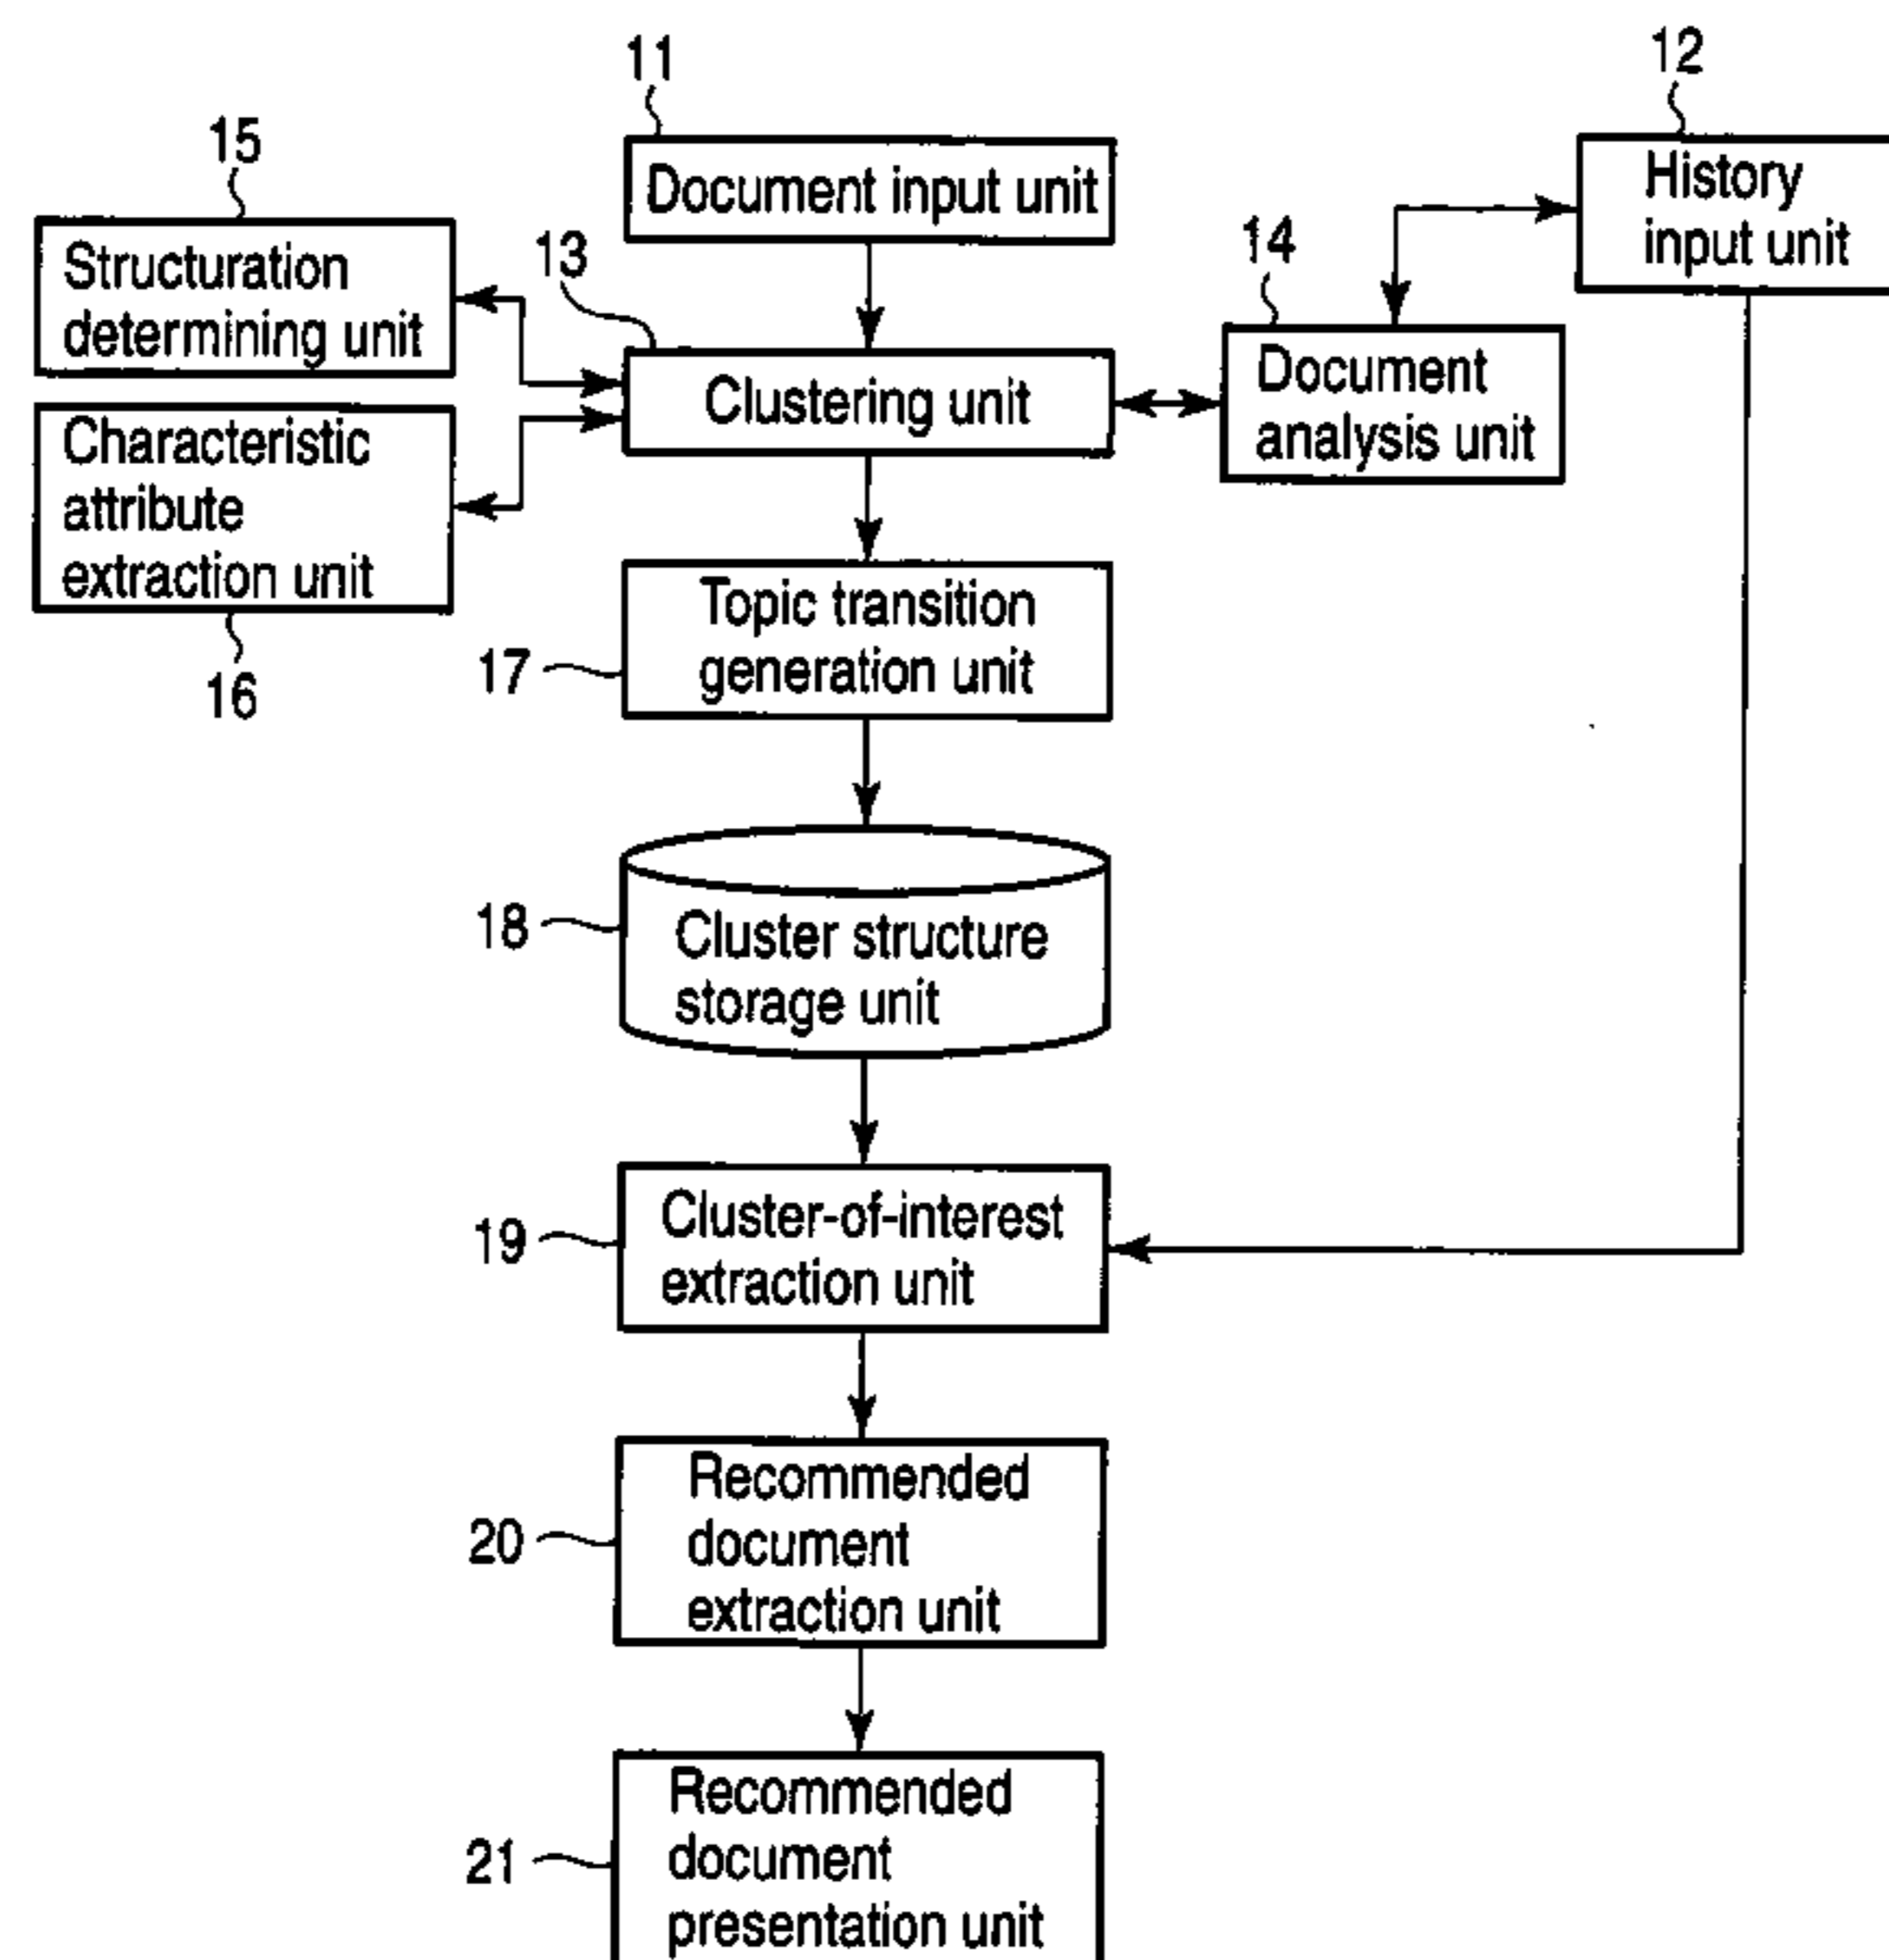 11
12
15
Document input unit
History
input unit
13
14
Structuration
determining unit
Clustering unit
Document
analysis unit
Characteristic
attribute
extraction unit
16
17
Topic transition
generation unit
18
Cluster structure
storage unit
19
Cluster-of-interest
extraction unit
20
Recommended
document
extraction unit
21
Recommended
document
presentation unit